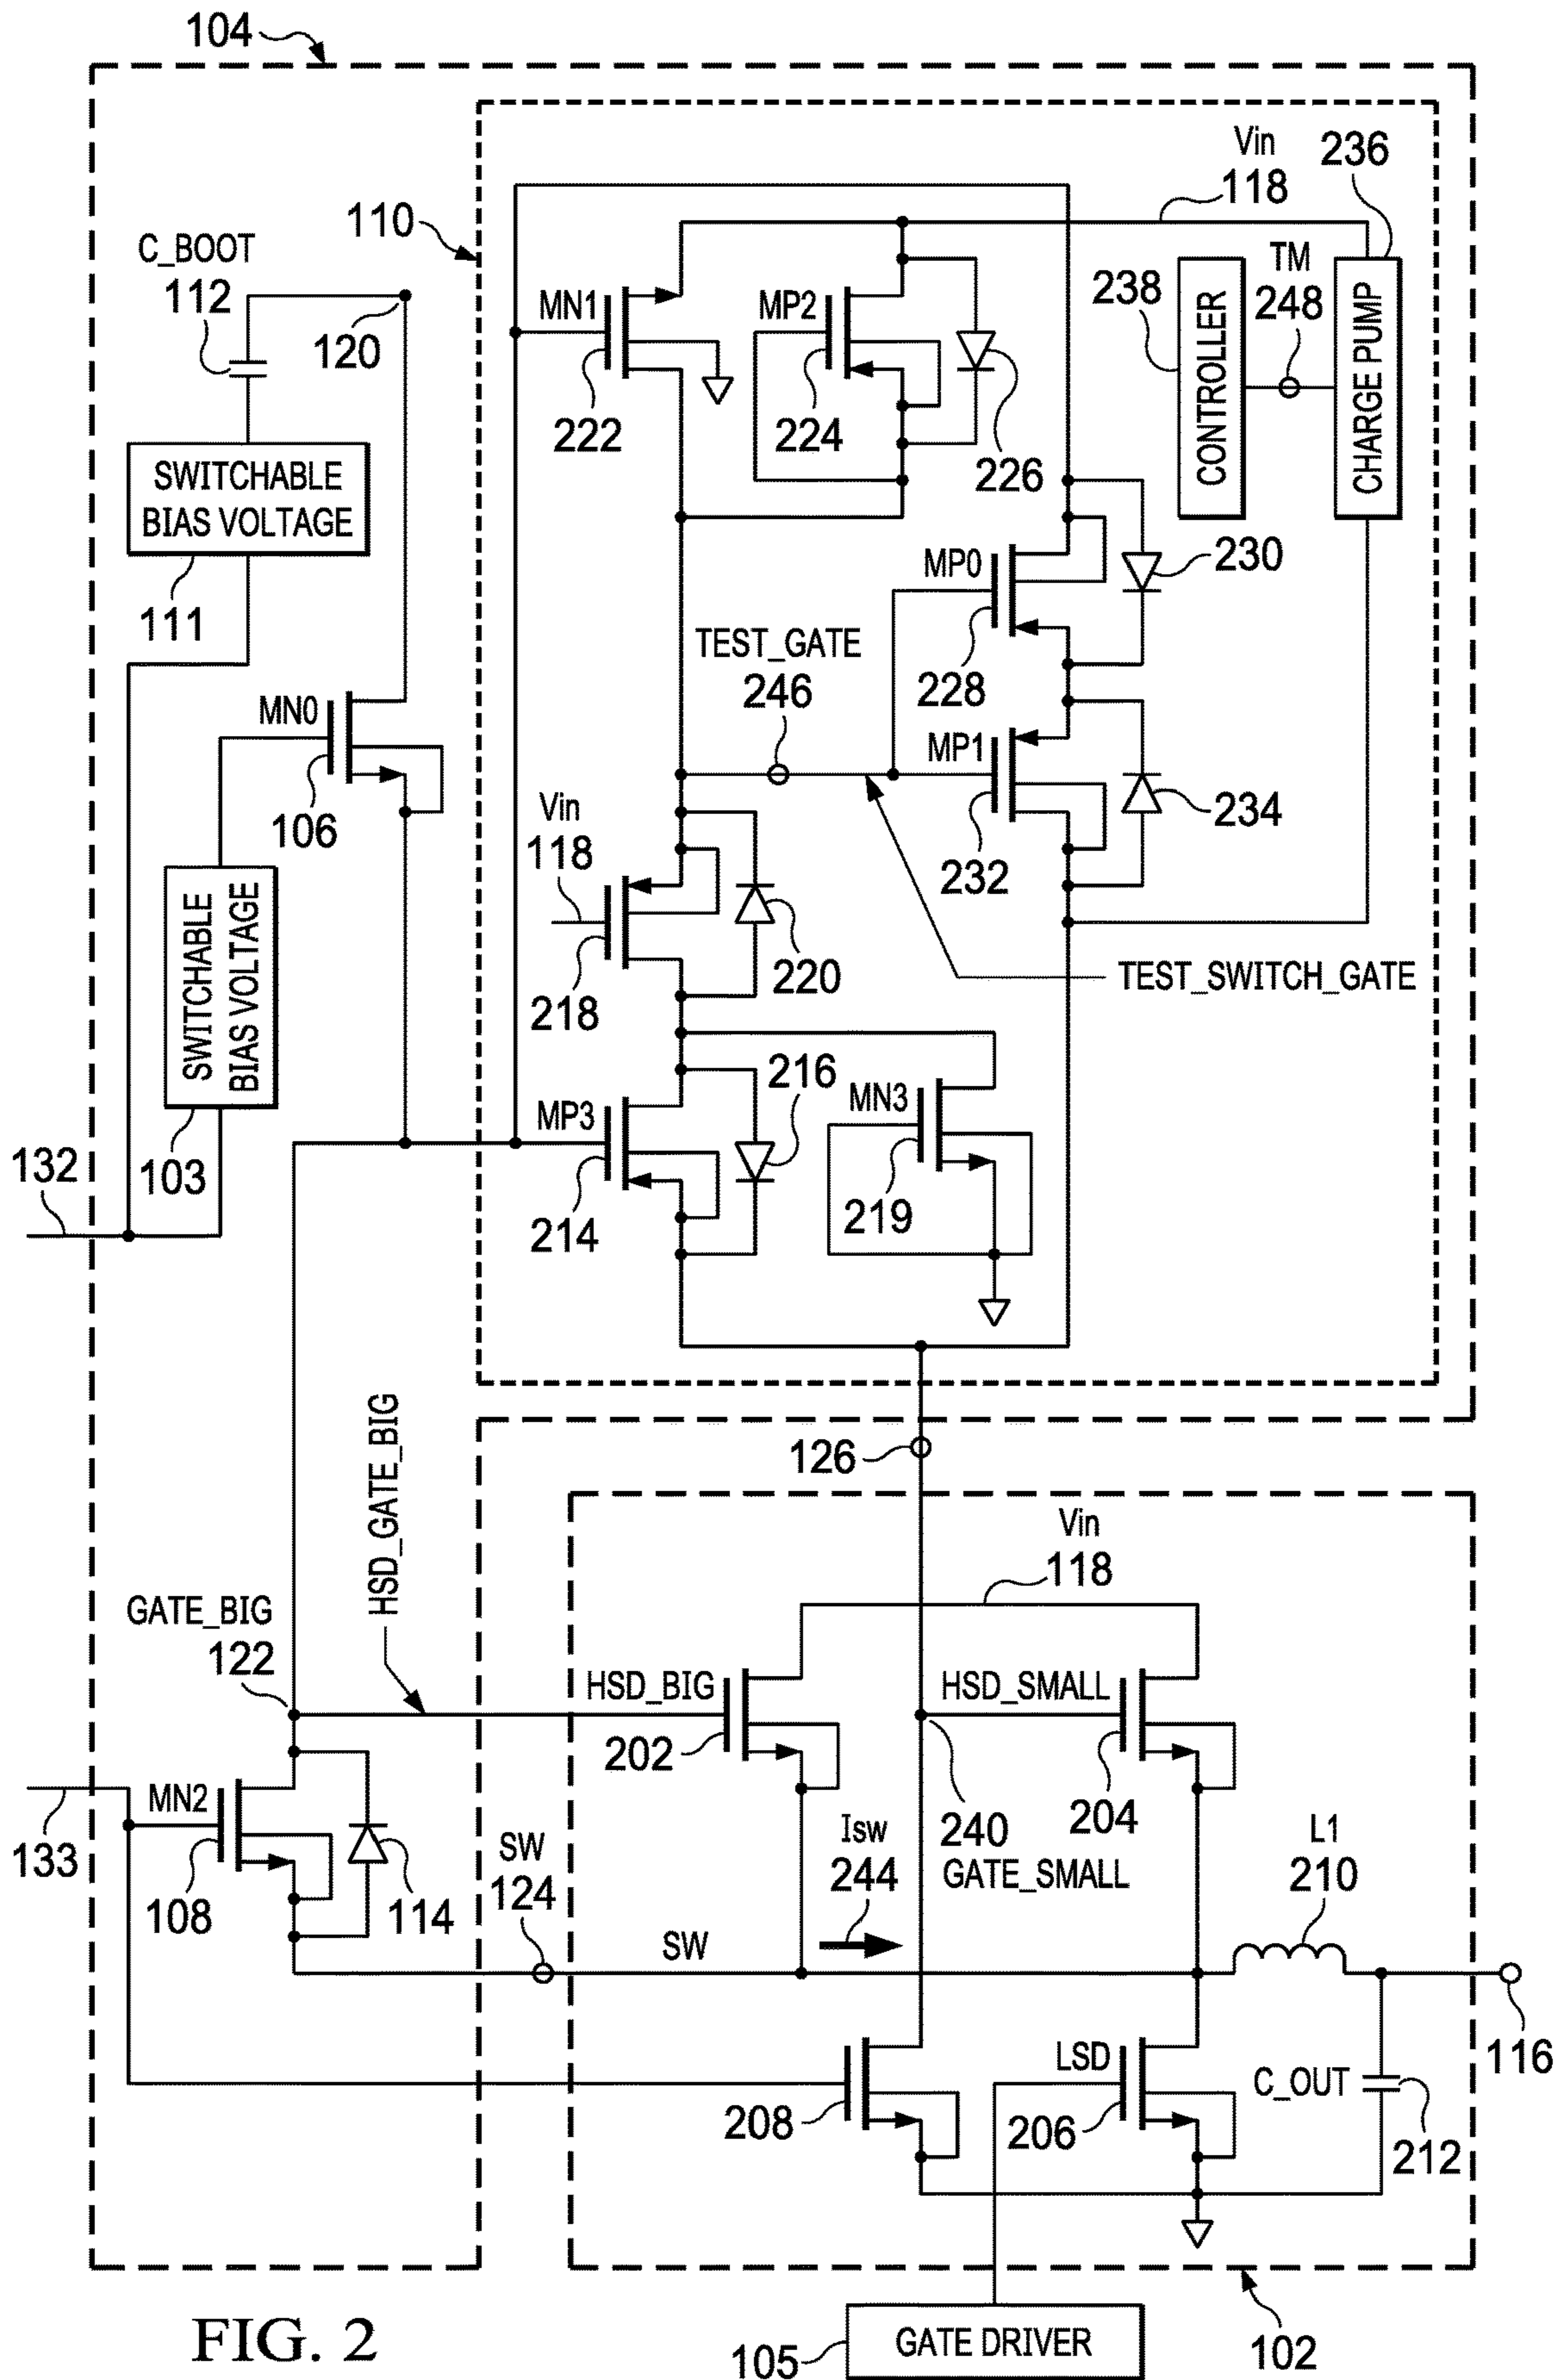 104
Vin
118
236
110
C_BOOT
112
120
MN1
222
MP2
224
226
238
CONTROLLER
TM
248
CHARGE PUMP
SWITCHABLE
BIAS VOLTAGE
111
MN0
106
TEST_GATE
246
MP0
228
230
MP1
232
234
Vin
118
218
220
TEST_SWITCH_GATE
SWITCHABLE
BIAS VOLTAGE
103
132
MP3
214
216
MN3
219
126
HSD_GATE_BIG
GATE_BIG
122
Vin
118
HSD_BIG
202
HSD_SMALL
204
240
GATE_SMALL
133
MN2
108
114
SW
124
SW
Isw
244
L1
210
116
208
LSD
206
C_OUT
212
FIG. 2
105
GATE DRIVER
102